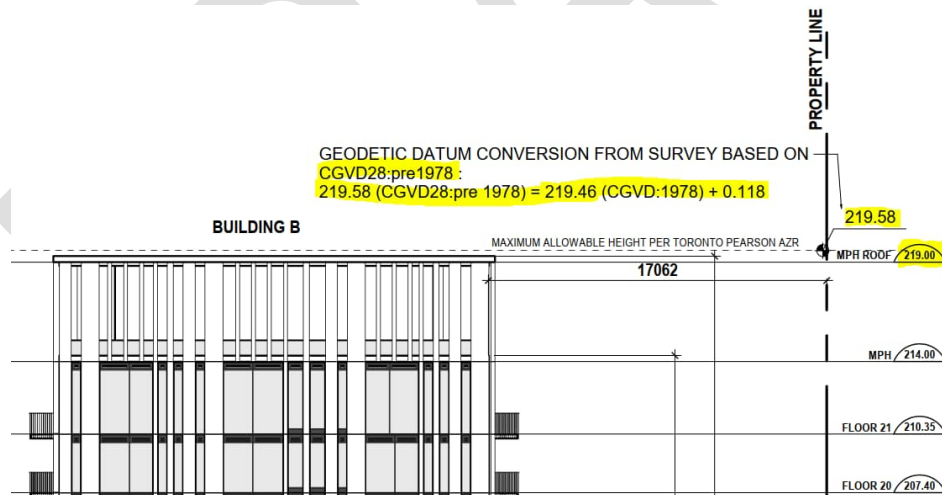 PROPERTY LINE
GEODETIC DATUM CONVERSION FROM SURVEY BASED ON
CGVD28:pre1978 :
219.58 (CGVD28:pre 1978) = 219.46 (CGVD:1978) + 0.118
219.58
BUILDING B
MAXIMUM ALLOWABLE HEIGHT PER TORONTO PEARSON AZR
MPH ROOF 219.00
17062
MPH 214.00
FLOOR 21 210.35
FLOOR 20 207.40